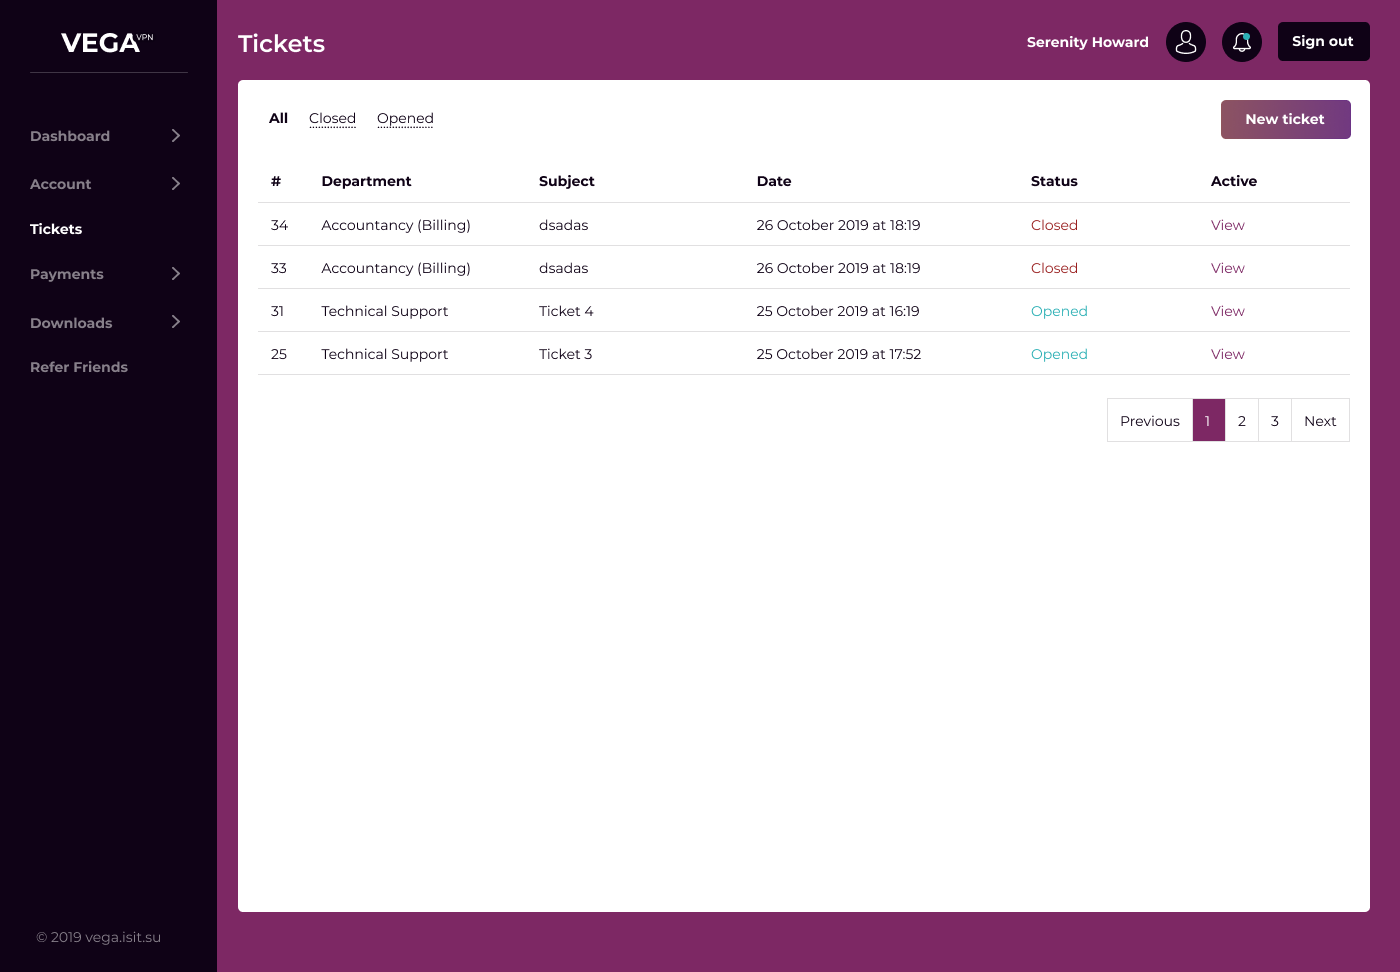 VEGA VPN
Dashboard
Account
Tickets
Payments
Downloads
Refer Friends
© 2019 vega.isit.su
Tickets
Serenity Howard
Sign out
All Closed Opened
New ticket
# Department Subject Date Status Active
34 Accountancy (Billing) dsadas 26 October 2019 at 18:19 Closed View
33 Accountancy (Billing) dsadas 26 October 2019 at 18:19 Closed View
31 Technical Support Ticket 4 25 October 2019 at 16:19 Opened View
25 Technical Support Ticket 3 25 October 2019 at 17:52 Opened View
Previous 1 2 3 Next